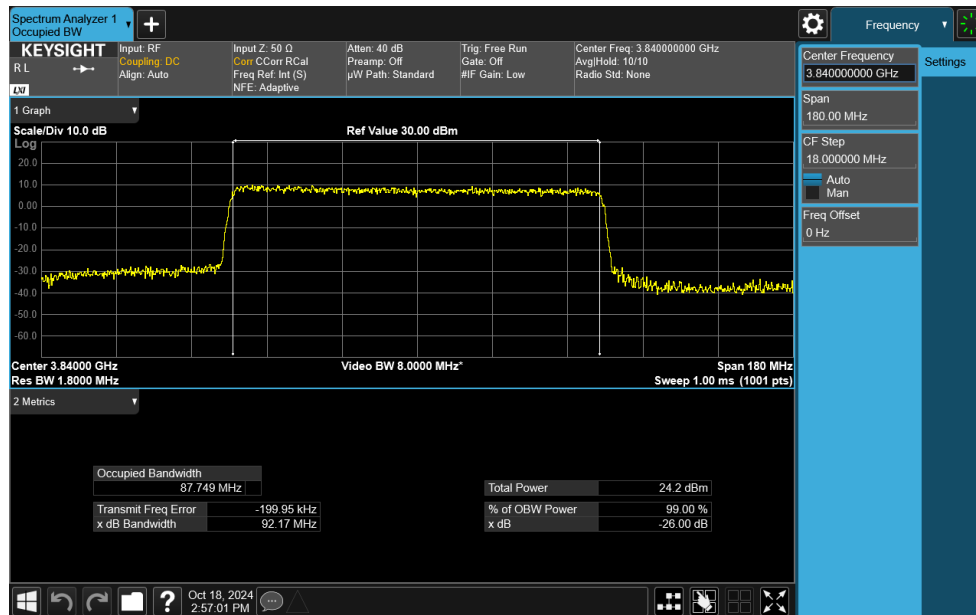 Spectrum Analyzer 1
Occupied BW
Frequency
KEYSIGHT
R L
LXI
Input: RF
Coupling: DC
Align: Auto
Input Z: 50 Ω
Corr CCorr RCal
Freq Ref: Int (S)
NFE: Adaptive
Atten: 40 dB
Preamp: Off
µW Path: Standard
Trig: Free Run
Gate: Off
#IF Gain: Low
Center Freq: 3.840000000 GHz
Avg|Hold: 10/10
Radio Std: None
Center Frequency
3.840000000 GHz
Settings
Span
180.00 MHz
CF Step
18.000000 MHz
Auto
Man
Freq Offset
0 Hz
1 Graph
Scale/Div 10.0 dB
Ref Value 30.00 dBm
Log
20.0
10.0
0.00
-10.0
-20.0
-30.0
-40.0
-50.0
-60.0
Center 3.84000 GHz
Video BW 8.0000 MHz*
Span 180 MHz
Res BW 1.8000 MHz
Sweep 1.00 ms (1001 pts)
2 Metrics
Occupied Bandwidth
87.749 MHz
Total Power 24.2 dBm
Transmit Freq Error -199.95 kHz
% of OBW Power 99.00 %
x dB Bandwidth 92.17 MHz
x dB -26.00 dB
?
Oct 18, 2024
2:57:01 PM